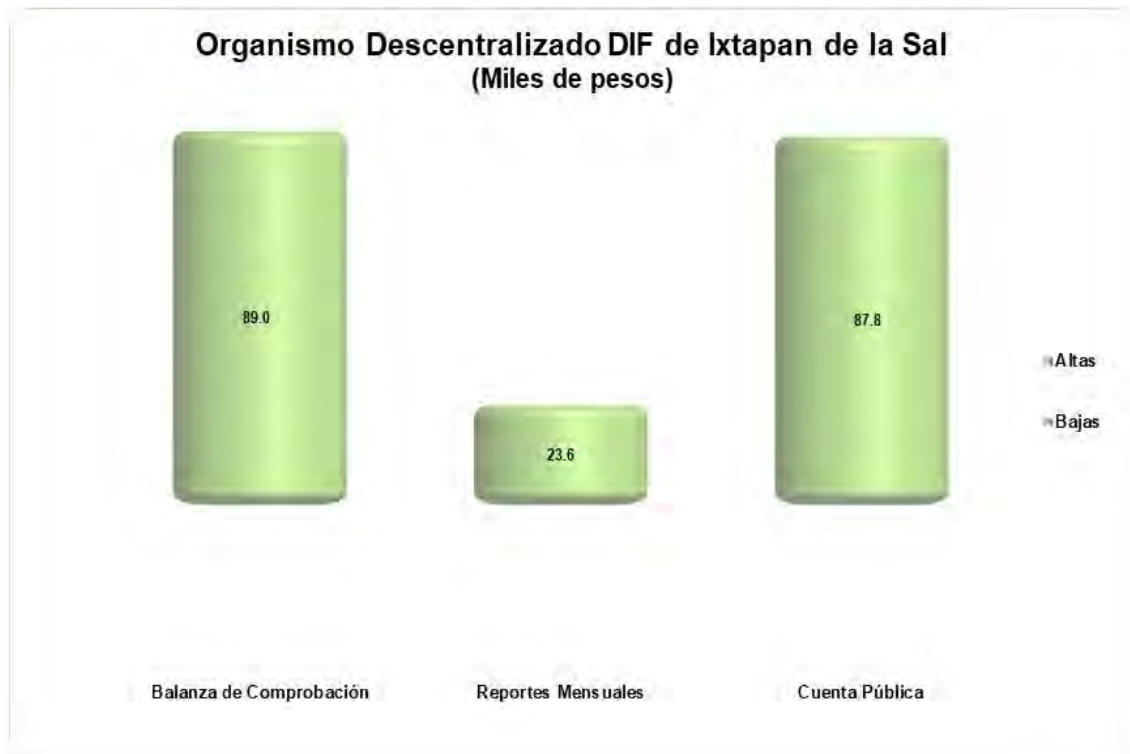 Organismo Descentralizado DIF de Ixtapan de la Sal
(Miles de pesos)
89.0
23.6
87.8
Altas
Bajas
Balanza de Comprobación
Reportes Mensuales
Cuenta Pública